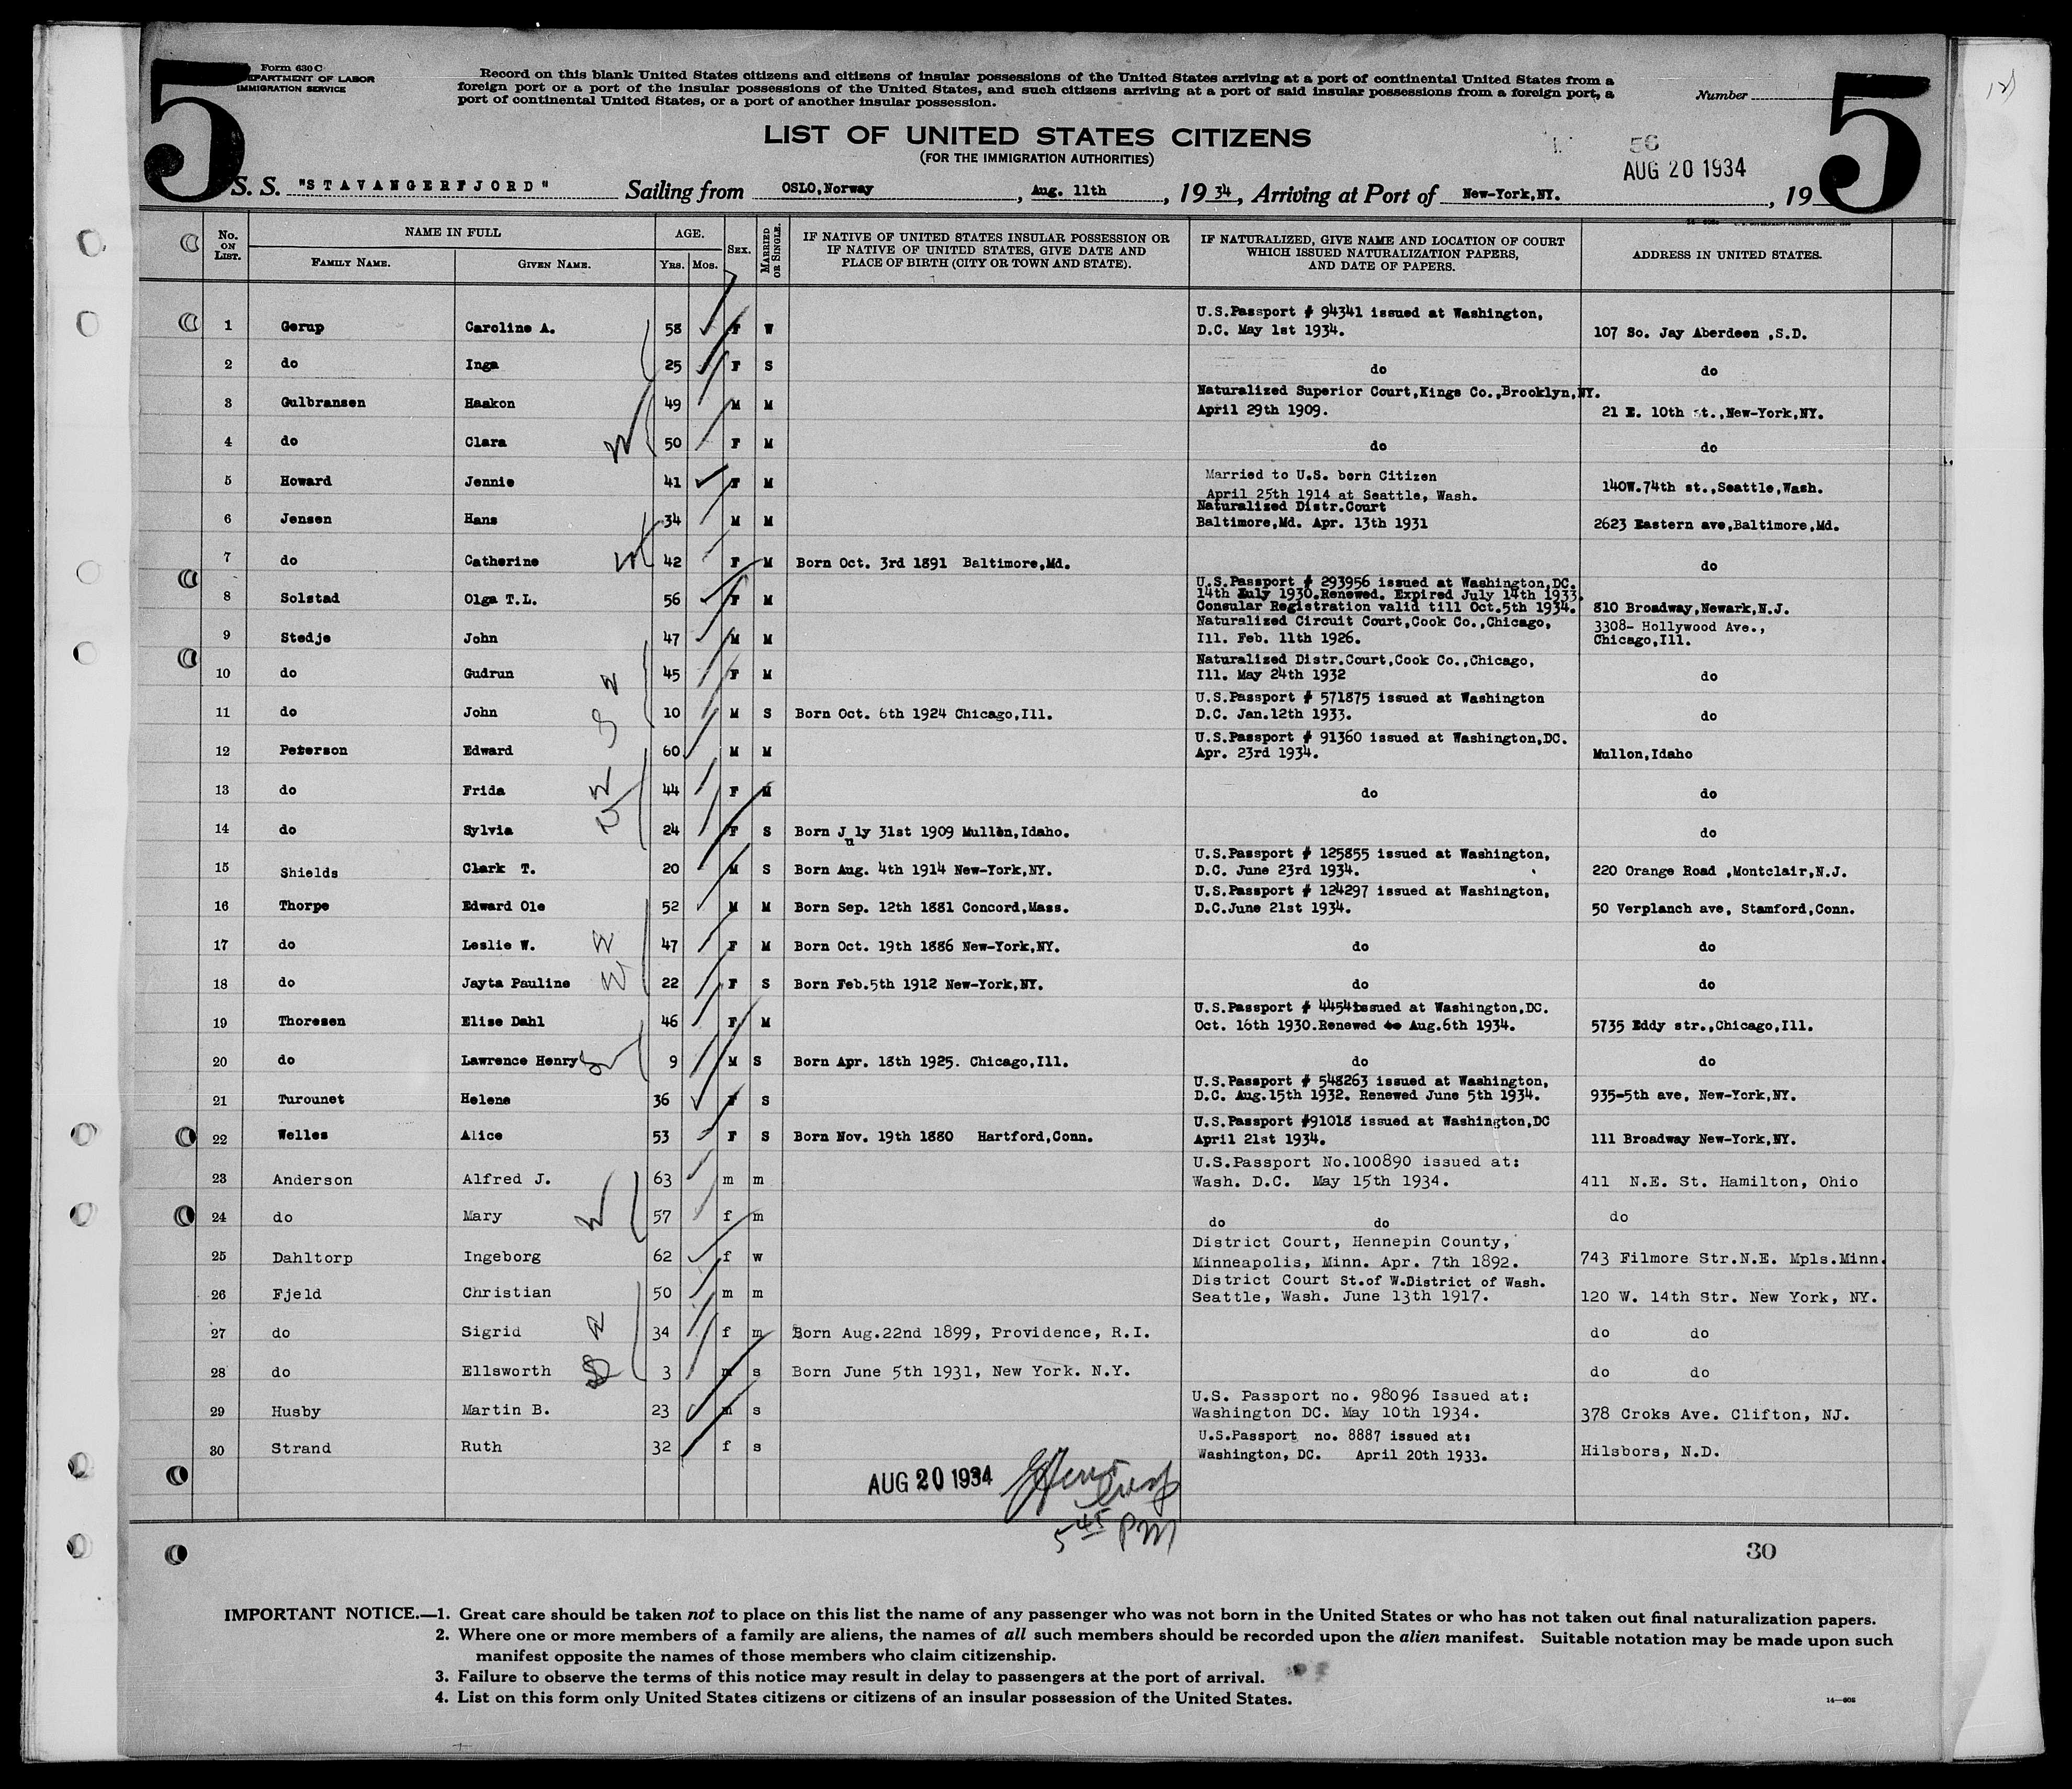 5
5
Form 630 C
DEPARTMENT OF LABOR
IMMIGRATION SERVICE
Record on this blank United States citizens and citizens of insular possessions of the United States arriving at a port of continental United States from a
foreign port or a port of the insular possessions of the United States, and such citizens arriving at a port of said insular possessions from a foreign port, a
port of continental United States, or a port of another insular possession.
Number
LIST OF UNITED STATES CITIZENS
(FOR THE IMMIGRATION AUTHORITIES)
56
AUG 20 1934
S. S. "STAVANGERFJORD" Sailing from OSLO,Norway , Aug. 11th , 19 34 , Arriving at Port of New-York,NY. , 19
No. ON LIST. NAME IN FULL AGE. SEX. MARRIED OR SINGLE. IF NATIVE OF UNITED STATES INSULAR POSSESSION OR IF NATIVE OF UNITED STATES, GIVE DATE AND PLACE OF BIRTH (CITY OR TOWN AND STATE). IF NATURALIZED, GIVE NAME AND LOCATION OF COURT WHICH ISSUED NATURALIZATION PAPERS, AND DATE OF PAPERS. ADDRESS IN UNITED STATES.
FAMILY NAME. GIVEN NAME. YRS. MOS.
U.S.Passport # 94341 issued at Washington,
1 Gerup Caroline A. 58 F W D.C. May 1st 1934. 107 So. Jay Aberdeen ,S.D.
2 do Inga 25 F S do do
Naturalized Superior Court,Kings Co.,Brooklyn,NY.
3 Gulbransen Haakon 49 M M April 29th 1909. 21 E. 10th st.,New-York,NY.
4 do Clara 50 F M do do
Married to U.S. born Citizen
5 Howard Jennie 41 F M April 25th 1914 at Seattle, Wash. 140W.74th st.,Seattle,Wash.
Naturalized Distr.Court
6 Jensen Hans 34 M M Baltimore,Md. Apr. 13th 1931 2623 Eastern ave,Baltimore,Md.
7 do Catherine 42 F M Born Oct. 3rd 1891 Baltimore,Md. do
U.S.Passport # 293956 issued at Washington,DC.
14th July 1930.Renewed. Expired July 14th 1933.
8 Solstad Olga T.L. 56 F M Consular Registration valid till Oct.5th 1934. 810 Broadway,Newark,N.J.
Naturalized Circuit Court,Cook Co.,Chicago, 3308- Hollywood Ave.,
9 Stedje John 47 M M Ill. Feb. 11th 1926. Chicago,Ill.
Naturalized Distr.Court,Cook Co.,Chicago,
10 do Gudrun 45 F M Ill. May 24th 1932 do
U.S.Passport # 571875 issued at Washington
11 do John 10 M S Born Oct. 6th 1924 Chicago,Ill. D.C. Jan.12th 1933. do
U.S.Passport # 91360 issued at Washington,DC.
12 Peterson Edward 60 M M Apr. 23rd 1934. Mullon,Idaho
13 do Frida 44 F M do do
14 do Sylvia 24 F S Born July 31st 1909 Mullen,Idaho. do
U.S.Passport # 125855 issued at Washington,
15 Shields Clark T. 20 M S Born Aug. 4th 1914 New-York,NY. D.C. June 23rd 1934. 220 Orange Road ,Montclair,N.J.
U.S.Passport # 124297 issued at Washington,
16 Thorpe Edward Ole 52 M M Born Sep. 12th 1881 Concord,Mass. D.C.June 21st 1934. 50 Verplanch ave, Stamford,Conn.
17 do Leslie W. 47 F M Born Oct. 19th 1886 New-York,NY. do do
18 do Jayta Pauline 22 F S Born Feb.5th 1912 New-York,NY. do do
U.S.Passport # 4454issued at Washington,DC.
19 Thoresen Elise Dahl 46 F M Oct. 16th 1930.Renewed to Aug.6th 1934. 5735 Eddy str.,Chicago,Ill.
20 do Lawrence Henry 9 M S Born Apr. 18th 1925. Chicago,Ill. do do
U.S.Passport # 548263 issued at Washington,
21 Turounet Helene 36 F S D.C. Aug.15th 1932. Renewed June 5th 1934. 935-5th ave, New-York,NY.
U.S.Passport #91018 issued at Washington,DC
22 Welles Alice 53 F S Born Nov. 19th 1880 Hartford,Conn. April 21st 1934. 111 Broadway New-York,NY.
U.S.Passport No.100890 issued at:
23 Anderson Alfred J. 63 m m Wash. D.C. May 15th 1934. 411 N.E. St. Hamilton, Ohio
24 do Mary 57 f m do do do
District Court, Hennepin County,
25 Dahltorp Ingeborg 62 f w Minneapolis, Minn. Apr. 7th 1892. 743 Filmore Str.N.E. Mpls.Minn.
District Court St.of W.District of Wash.
26 Fjeld Christian 50 m m Seattle, Wash. June 13th 1917. 120 W. 14th Str. New York, NY.
27 do Sigrid 34 f m Born Aug.22nd 1899, Providence, R.I. do do
28 do Ellsworth 3 m s Born June 5th 1931, New York. N.Y. do do
U.S. Passport no. 98096 Issued at:
29 Husby Martin B. 23 m s Washington DC. May 10th 1934. 378 Croks Ave. Clifton, NJ.
U.S.Passport no. 8887 issued at:
30 Strand Ruth 32 f s Washington, DC. April 20th 1933. Hilsbors, N.D.
AUG 20 1934
5 45 PM
30
IMPORTANT NOTICE.—1. Great care should be taken not to place on this list the name of any passenger who was not born in the United States or who has not taken out final naturalization papers.
2. Where one or more members of a family are aliens, the names of all such members should be recorded upon the alien manifest. Suitable notation may be made upon such
manifest opposite the names of those members who claim citizenship.
3. Failure to observe the terms of this notice may result in delay to passengers at the port of arrival.
4. List on this form only United States citizens or citizens of an insular possession of the United States.